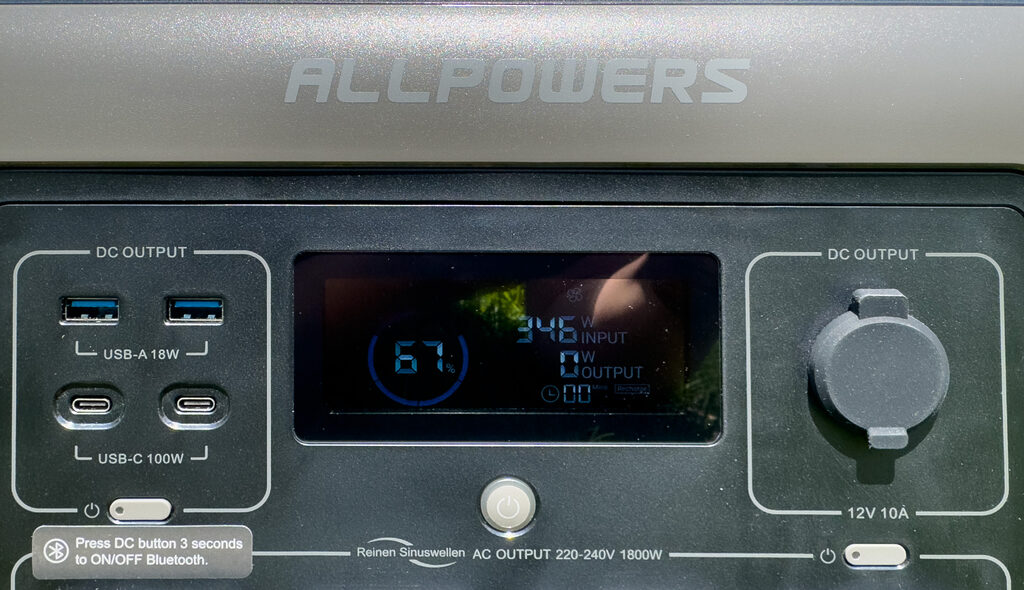 ALLPOWERS
DC OUTPUT
USB-A 18W
USB-C 100W
Press DC button 3 seconds
to ON/OFF Bluetooth.
67%
346 W
INPUT
0 W
OUTPUT
00 Mins
Recharge
DC OUTPUT
12V 10A
Reinen Sinuswellen AC OUTPUT 220-240V 1800W